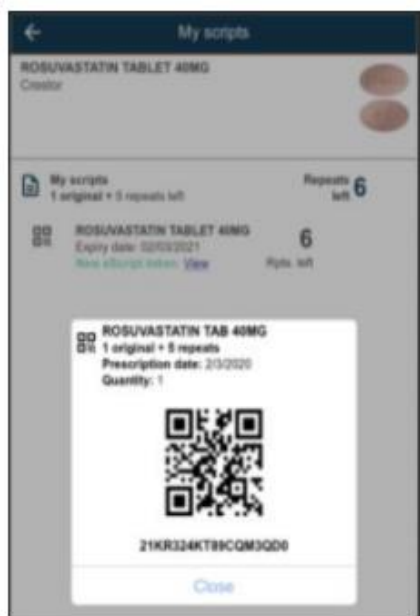 My scripts
ROSUVASTATIN TABLET 40MG
Crestor
My scripts
1 original + 5 repeats left
Repeats left 6
ROSUVASTATIN TABLET 40MG
Expiry date: 02/03/2021
New eScript token: View
6
Rpts. left
ROSUVASTATIN TAB 40MG
1 original + 5 repeats
Prescription date: 2/3/2020
Quantity: 1
21KR324KT89CQM3QD0
Close